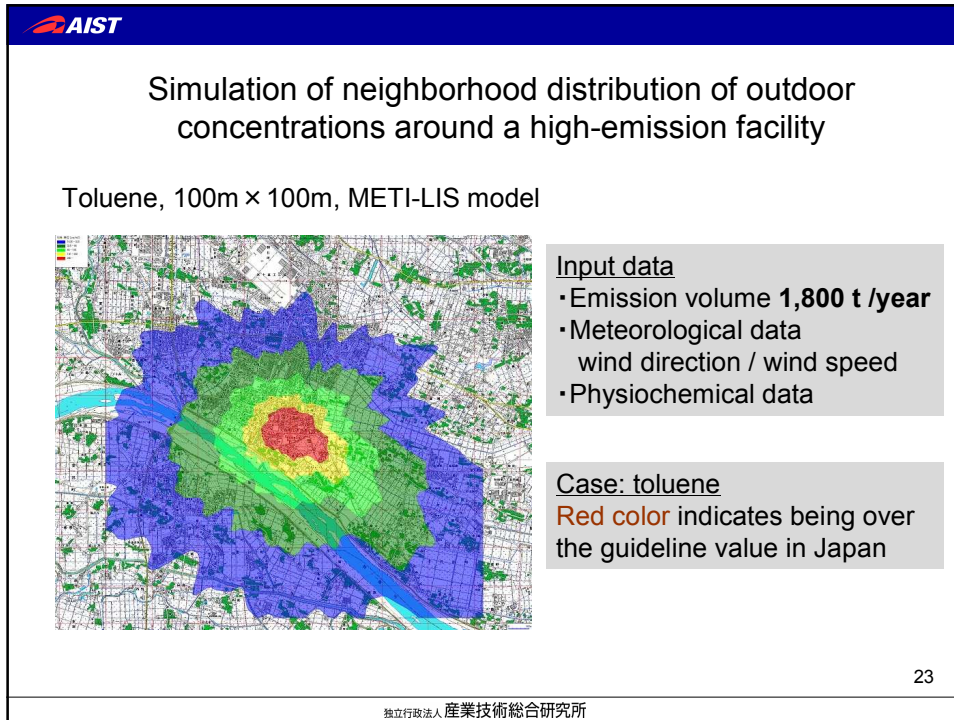 AIST
Simulation of neighborhood distribution of outdoor
concentrations around a high-emission facility
Toluene, 100m×100m, METI-LIS model
Input data
・Emission volume 1,800 t /year
・Meteorological data
wind direction / wind speed
・Physiochemical data
Case: toluene
Red color indicates being over
the guideline value in Japan
23
独立行政法人 産業技術総合研究所